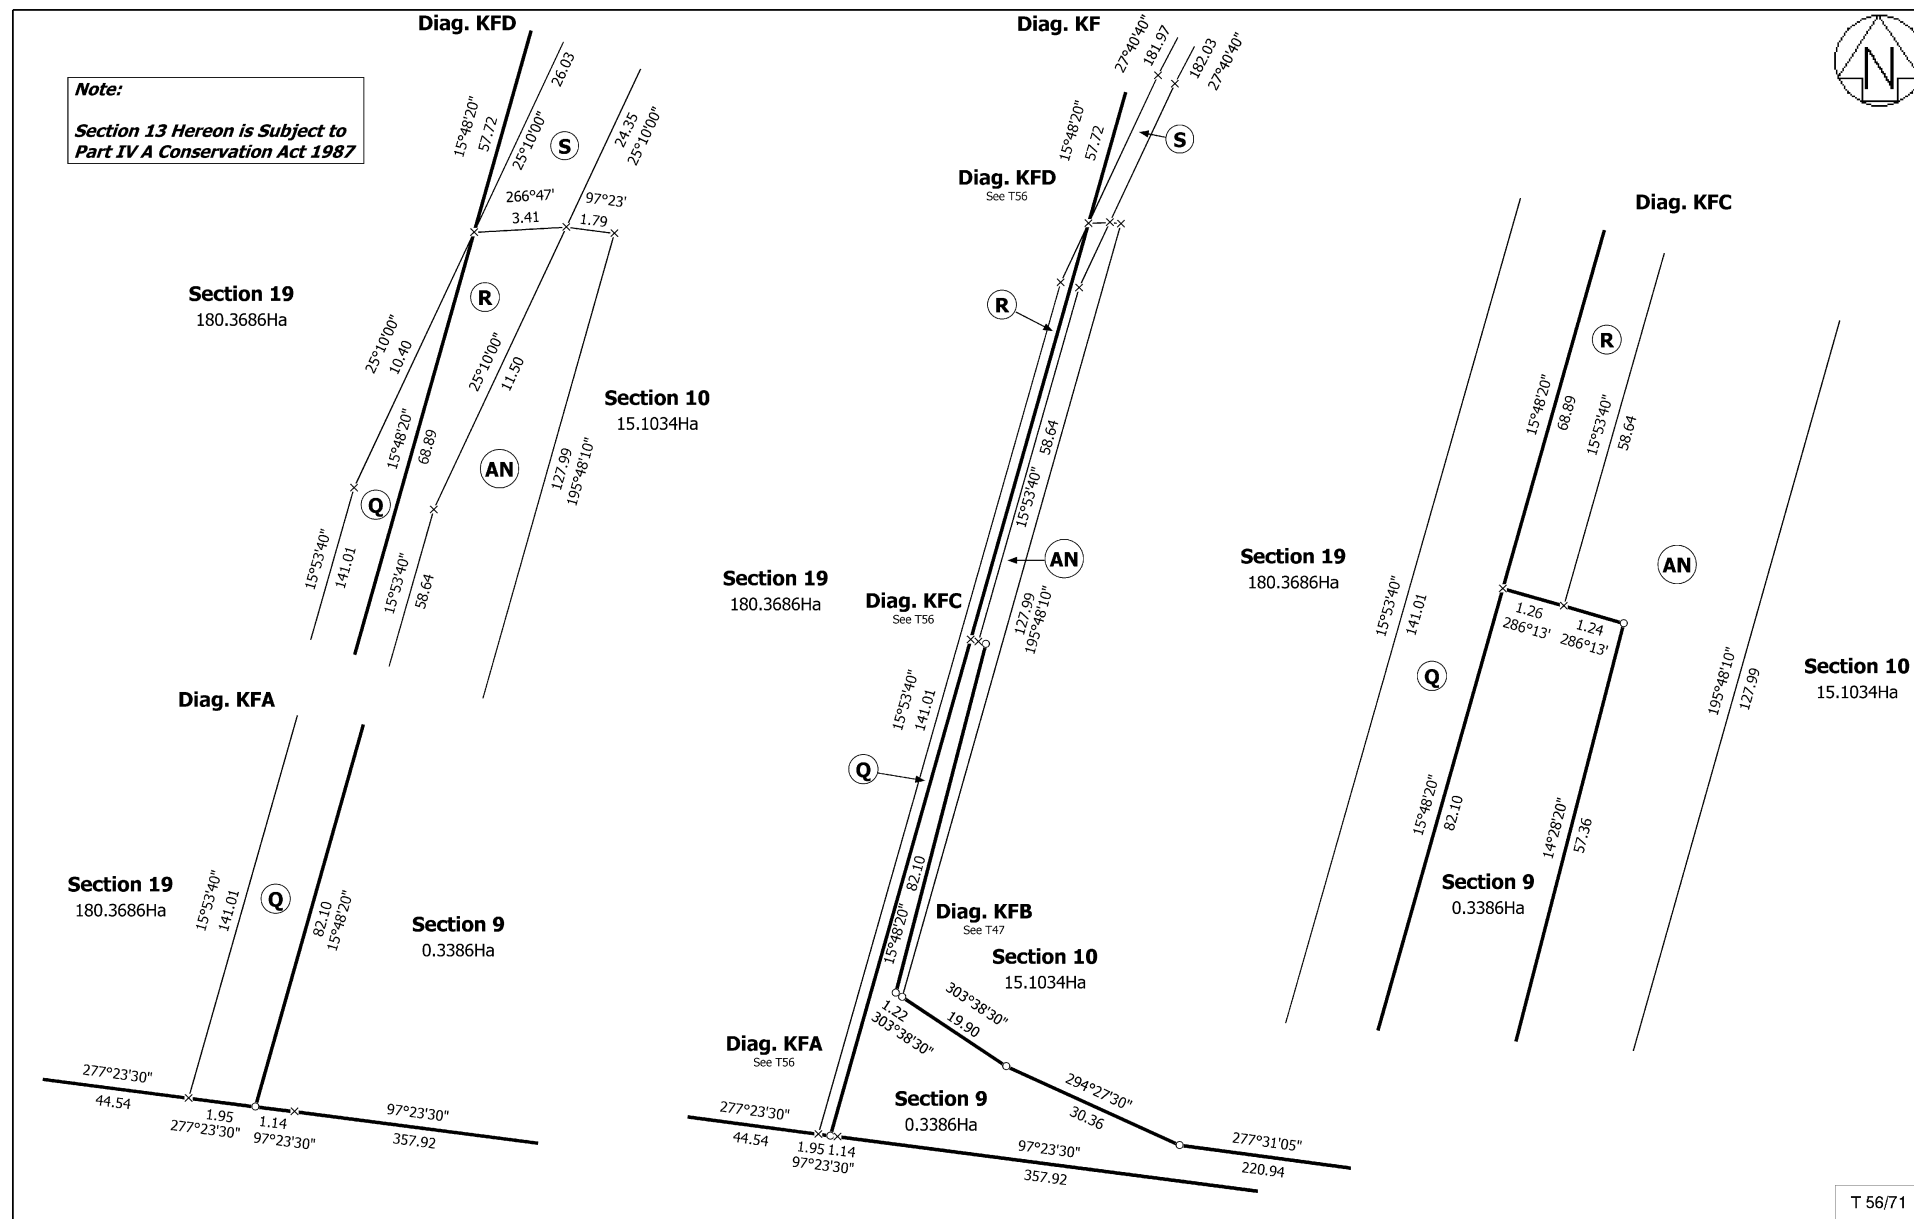 Diag. KFD
Note:
Section 13 Hereon is Subject to
Part IV A Conservation Act 1987
15°48'20"
57.72
26.03
25°10'00"
S
24.35
25°10'00"
266°47'
3.41
97°23'
1.79
Section 19
180.3686Ha
R
25°10'00"
10.40
25°10'00"
11.50
15°48'20"
68.89
Section 10
15.1034Ha
AN
127.99
195°48'10"
Q
15°53'40"
141.01
15°53'40"
58.64
Diag. KFA
Section 19
180.3686Ha
15°53'40"
141.01
Q
82.10
15°48'20"
Section 9
0.3386Ha
277°23'30"
44.54
1.95
277°23'30"
1.14
97°23'30"
97°23'30"
357.92
Diag. KF
27°40'40"
181.97
182.03
27°40'40"
15°48'20"
57.72
S
Diag. KFD
See T56
R
58.64
15°53'40"
AN
Section 19
180.3686Ha
Diag. KFC
See T56
127.99
195°48'10"
15°53'40"
141.01
Q
82.10
15°48'20"
Diag. KFB
See T47
Section 10
15.1034Ha
303°38'30"
19.90
1.22
303°38'30"
Diag. KFA
See T56
294°27'30"
30.36
Section 9
0.3386Ha
277°23'30"
44.54
1.95 1.14
97°23'30"
97°23'30"
357.92
277°31'05"
220.94
N
Diag. KFC
R
15°48'20"
68.89
15°53'40"
58.64
Section 19
180.3686Ha
AN
15°53'40"
141.01
1.26
286°13'
1.24
286°13'
Q
195°48'10"
127.99
Section 10
15.1034Ha
15°48'20"
82.10
14°28'20"
57.36
Section 9
0.3386Ha
T 56/71